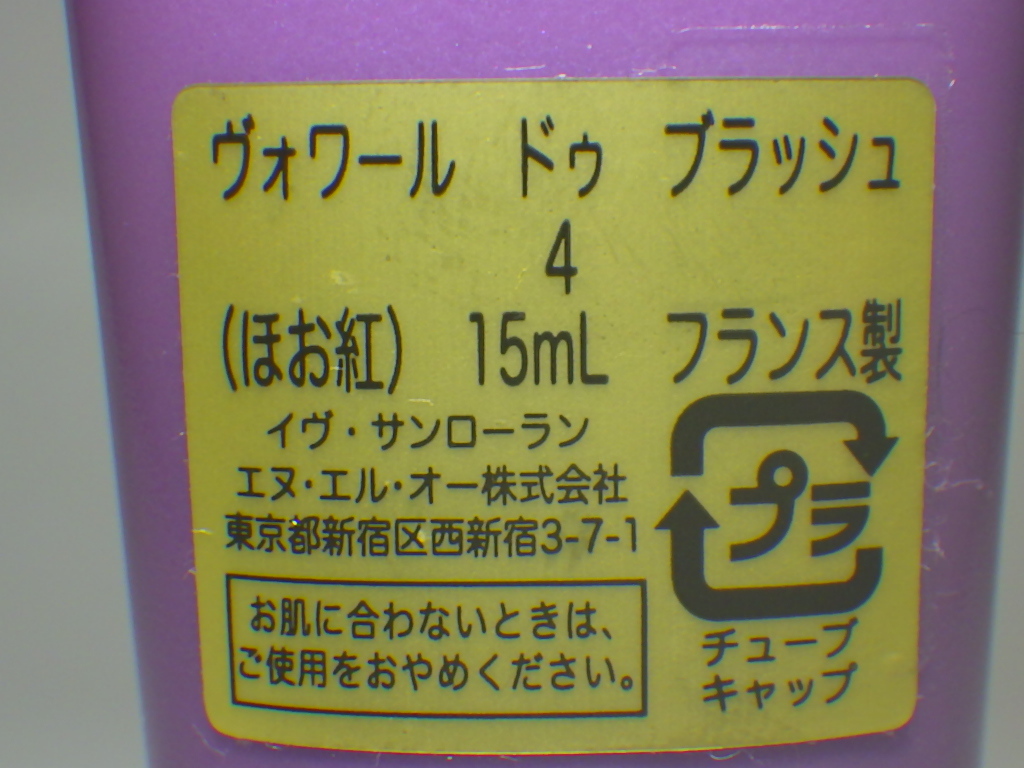 ヴォワール ドゥ ブラッシュ
4
(ほお紅) 15mL フランス製
イヴ・サンローラン
エヌ・エル・オー株式会社
東京都新宿区西新宿3-7-1
お肌に合わないときは、
ご使用をおやめください。
プラ
チューブ
キャップ